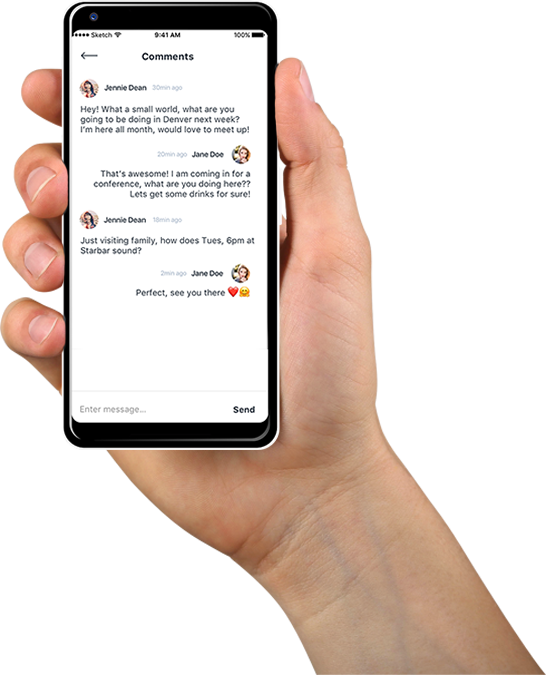 Sketch 9:41 AM 100%
Comments
Jennie Dean 30min ago
Hey! What a small world, what are you
going to be doing in Denver next week?
I'm here all month, would love to meet up!
20min ago Jane Doe
That's awesome! I am coming in for a
conference, what are you doing here??
Lets get some drinks for sure!
Jennie Dean 16min ago
Just visiting family, how does Tues, 6pm at
Starbar sound?
2min ago Jane Doe
Perfect, see you there ❤️🤗
Enter message... Send